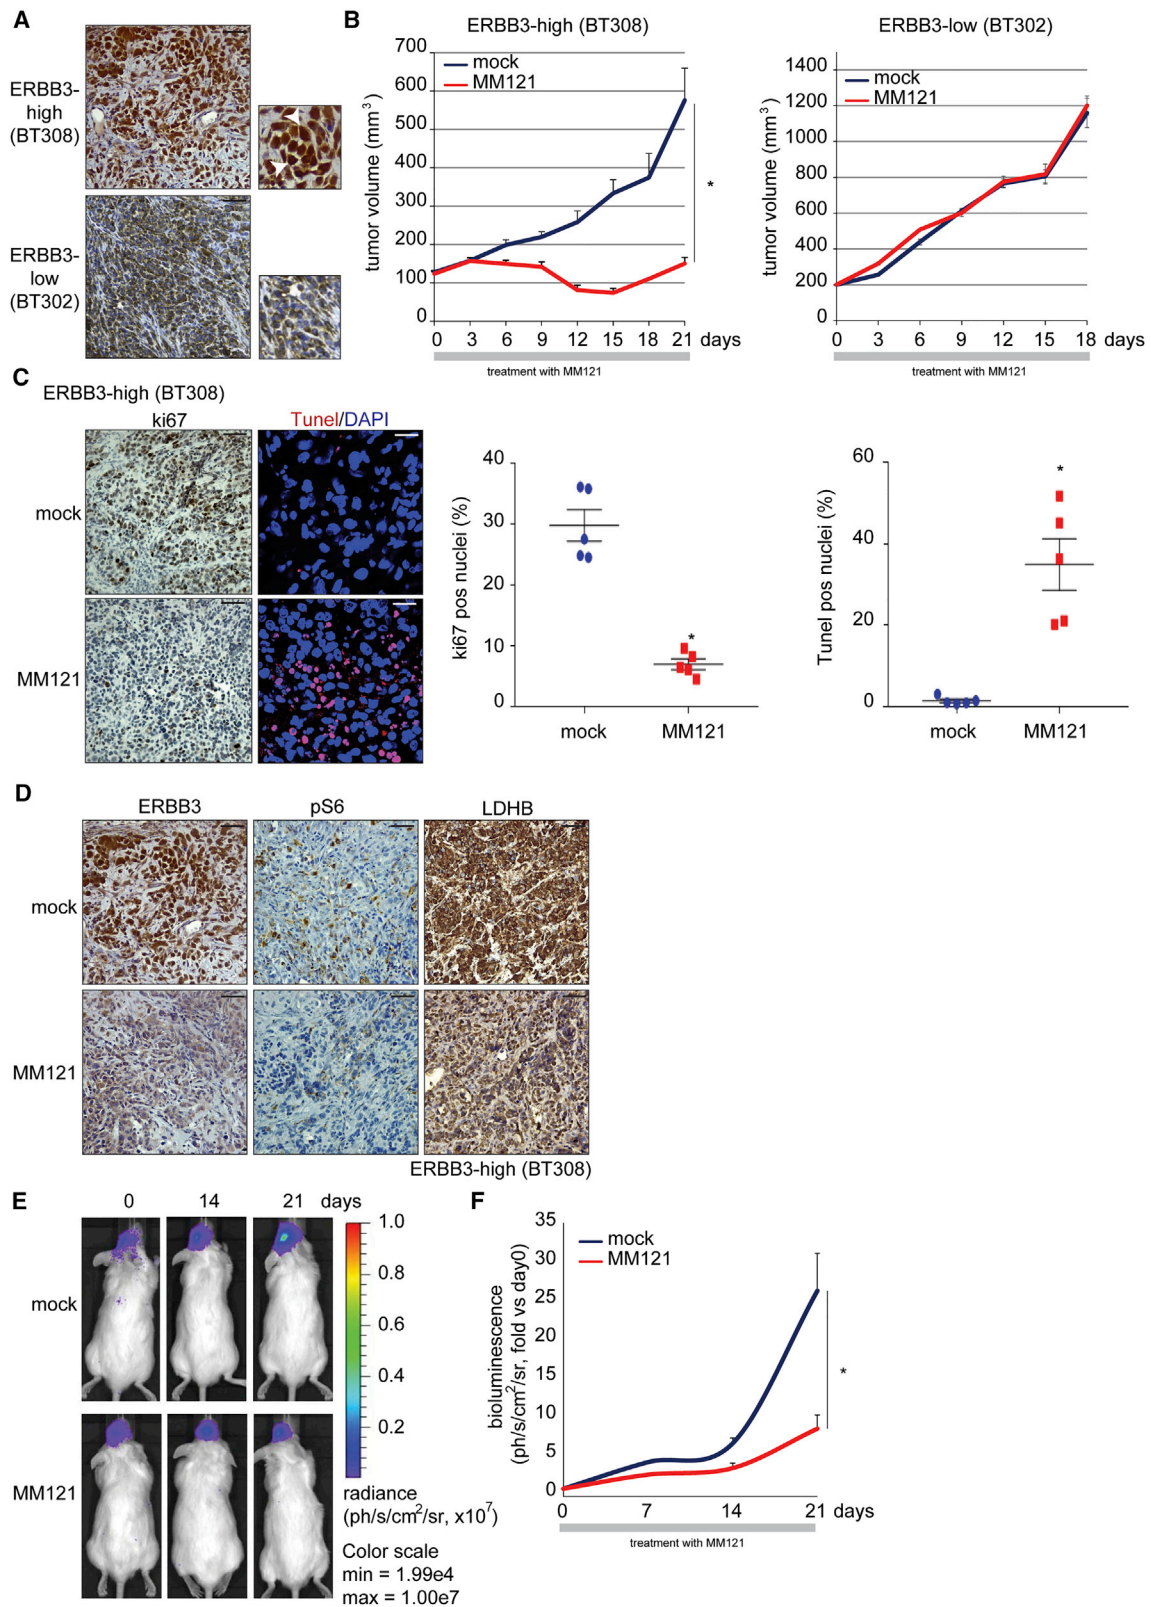 A
ERBB3-
high
(BT308)
ERBB3-
low
(BT302)
B
ERBB3-high (BT308)
tumor volume (mm3)
700
600
500
400
300
200
100
0
mock
MM121
*
0 3 6 9 12 15 18 21 days
treatment with MM121
ERBB3-low (BT302)
tumor volume (mm3)
1400
1200
1000
800
600
400
200
0
mock
MM121
0 3 6 9 12 15 18 days
treatment with MM121
C
ERBB3-high (BT308)
ki67
Tunel/DAPI
mock
MM121
ki67 pos nuclei (%)
40
30
20
10
0
*
mock MM121
Tunel pos nuclei (%)
60
40
20
0
*
mock MM121
D
ERBB3 pS6 LDHB
mock
MM121
ERBB3-high (BT308)
E
0 14 21 days
mock
MM121
1.0
0.8
0.6
0.4
0.2
radiance
(ph/s/cm2/sr, x107)
Color scale
min = 1.99e4
max = 1.00e7
F
bioluminescence
(ph/s/cm2/sr, fold vs day0)
35
30
25
20
15
10
5
0
mock
MM121
*
0 7 14 21 days
treatment with MM121